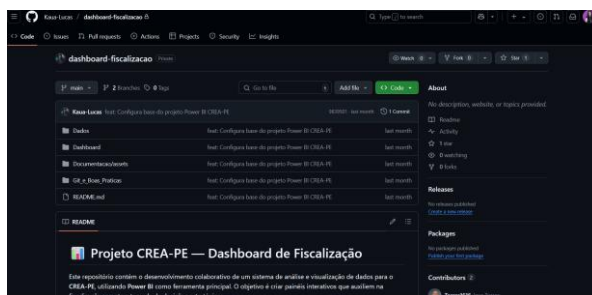 Kaua-Lucas / dashboard-fiscalizacao
Type / to search
Code Issues Pull requests Actions Projects Security Insights
dashboard-fiscalizacao Private
Watch 0 Fork 0 Star 1
main 2 Branches 0 Tags Go to file Add file Code
About
No description, website, or topics provided.
Kaua-Lucas feat: Configura base do projeto Power BI CREA-PE last month 1 Commit
Readme
Dados feat: Configura base do projeto Power BI CREA-PE last month
Activity
1 star
Dashboard feat: Configura base do projeto Power BI CREA-PE last month
0 watching
Documentacao/assets feat: Configura base do projeto Power BI CREA-PE last month
0 forks
Git_e_Boas_Praticas feat: Configura base do projeto Power BI CREA-PE last month
README.md feat: Configura base do projeto Power BI CREA-PE last month
Releases
No releases published
Create a new release
README
Packages
No packages published
Publish your first package
Projeto CREA-PE — Dashboard de Fiscalização
Este repositório contém o desenvolvimento colaborativo de um sistema de análise e visualização de dados para o
CREA-PE, utilizando Power BI como ferramenta principal. O objetivo é criar painéis interativos que auxiliem na
Contributors 2